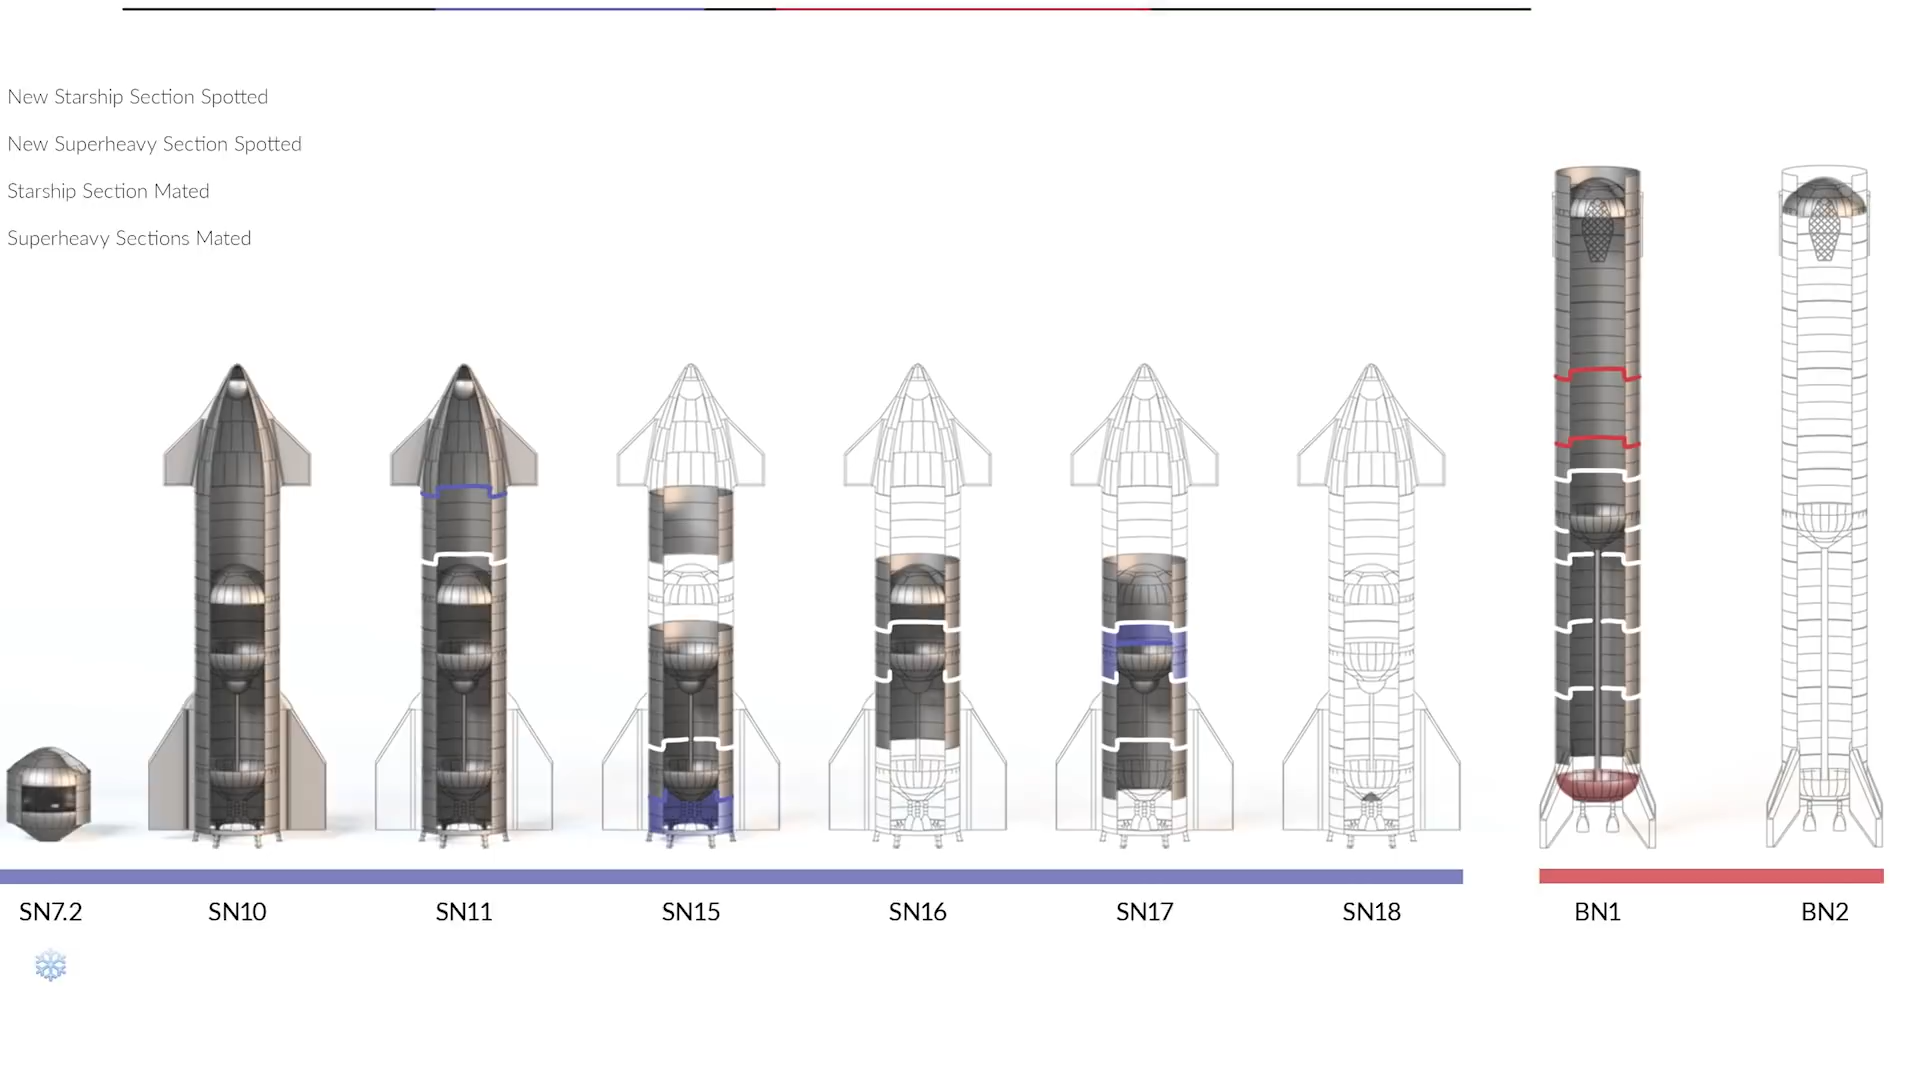 New Starship Section Spotted
New Superheavy Section Spotted
Starship Section Mated
Superheavy Sections Mated
SN7.2 SN10 SN11 SN15 SN16 SN17 SN18 BN1 BN2